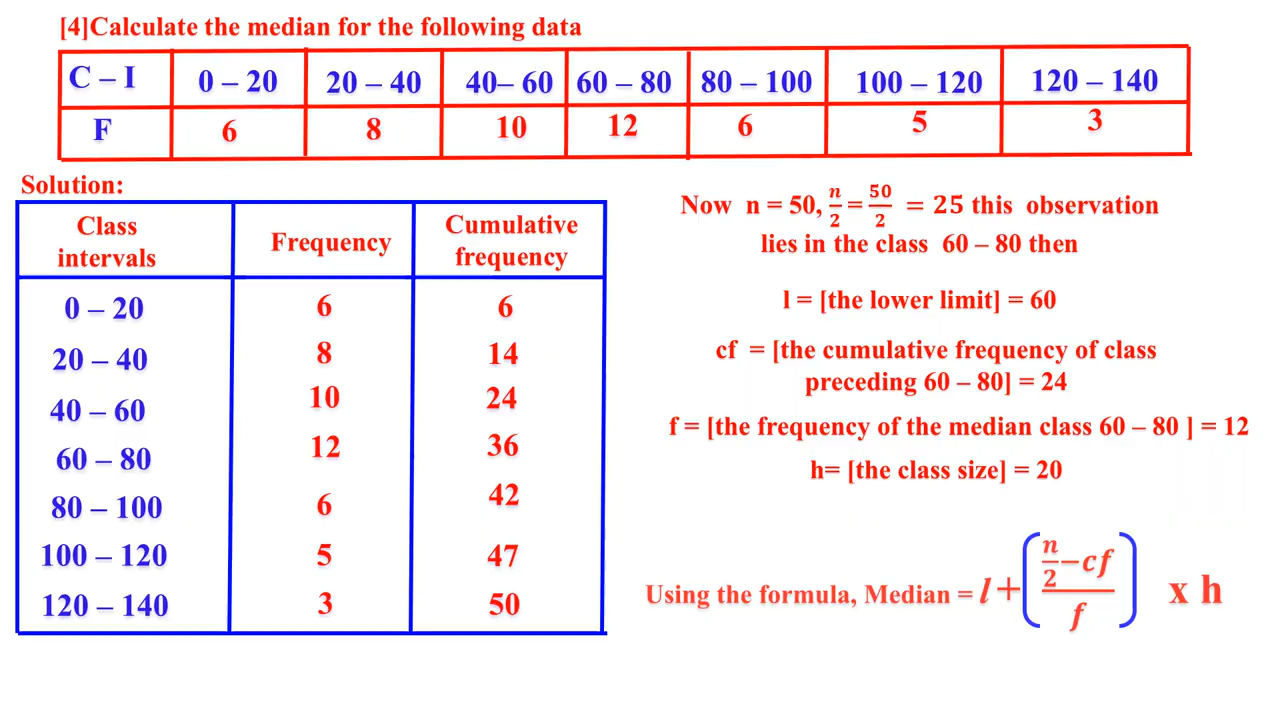 [4]Calculate the median for the following data
C – I 0 – 20 20 – 40 40– 60 60 – 80 80 – 100 100 – 120 120 – 140
F 6 8 10 12 6 5 3
Solution:
Class intervals Frequency Cumulative frequency
0 – 20 6 6
20 – 40 8 14
40 – 60 10 24
60 – 80 12 36
80 – 100 6 42
100 – 120 5 47
120 – 140 3 50
Now n = 50, n/2 = 50/2 = 25 this observation
lies in the class 60 – 80 then
l = [the lower limit] = 60
cf = [the cumulative frequency of class
preceding 60 – 80] = 24
f = [the frequency of the median class 60 – 80 ] = 12
h= [the class size] = 20
Using the formula, Median = l + ((n/2 − cf)/f) x h